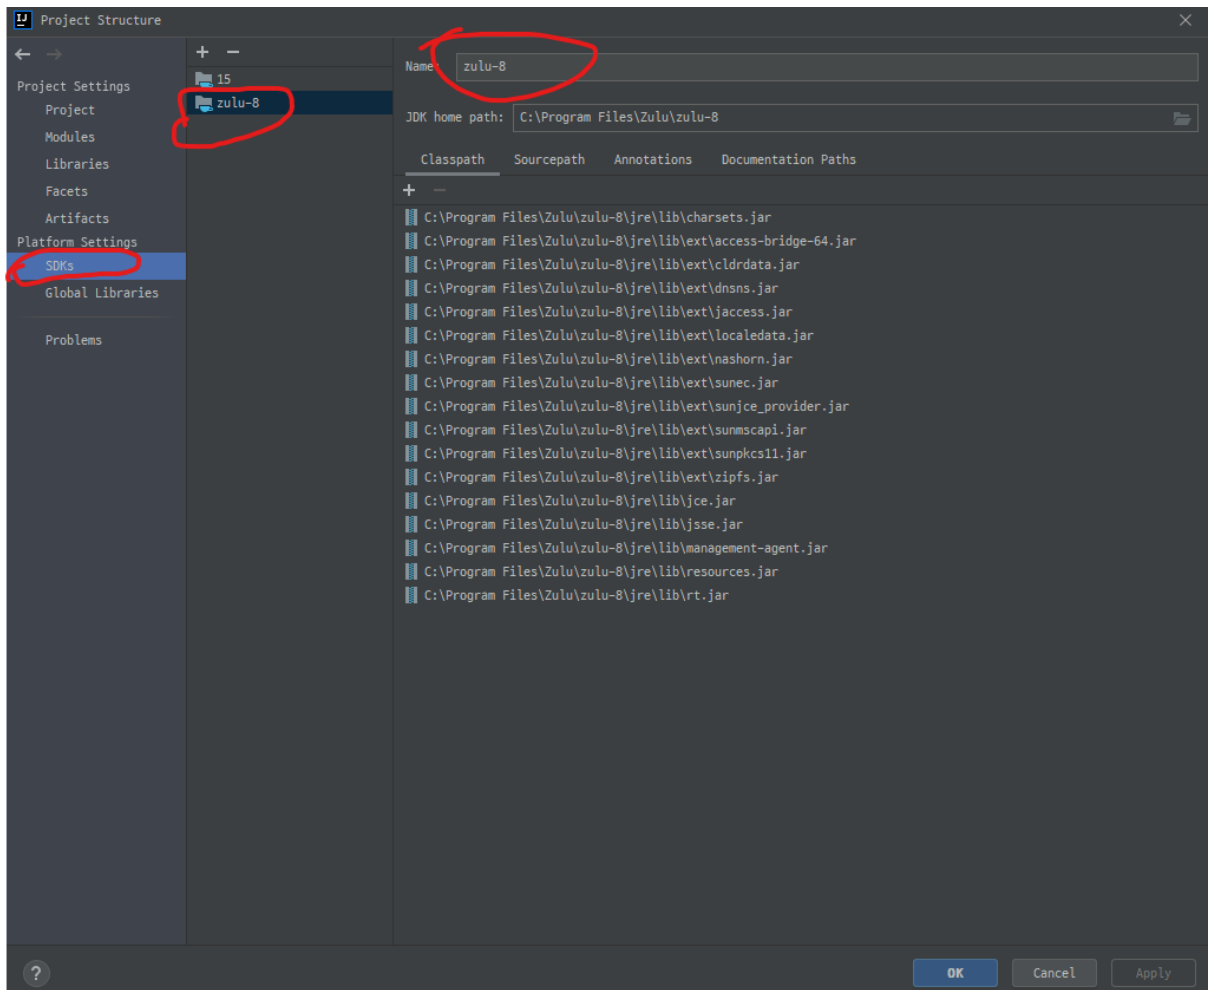 Project Structure
Project Settings
Project
Modules
Libraries
Facets
Artifacts
Platform Settings
SDKs
Global Libraries
Problems
15
zulu-8
Name: zulu-8
JDK home path: C:\Program Files\Zulu\zulu-8
Classpath Sourcepath Annotations Documentation Paths
C:\Program Files\Zulu\zulu-8\jre\lib\charsets.jar
C:\Program Files\Zulu\zulu-8\jre\lib\ext\access-bridge-64.jar
C:\Program Files\Zulu\zulu-8\jre\lib\ext\cldrdata.jar
C:\Program Files\Zulu\zulu-8\jre\lib\ext\dnsns.jar
C:\Program Files\Zulu\zulu-8\jre\lib\ext\jaccess.jar
C:\Program Files\Zulu\zulu-8\jre\lib\ext\localedata.jar
C:\Program Files\Zulu\zulu-8\jre\lib\ext\nashorn.jar
C:\Program Files\Zulu\zulu-8\jre\lib\ext\sunec.jar
C:\Program Files\Zulu\zulu-8\jre\lib\ext\sunjce_provider.jar
C:\Program Files\Zulu\zulu-8\jre\lib\ext\sunmscapi.jar
C:\Program Files\Zulu\zulu-8\jre\lib\ext\sunpkcs11.jar
C:\Program Files\Zulu\zulu-8\jre\lib\ext\zipfs.jar
C:\Program Files\Zulu\zulu-8\jre\lib\jce.jar
C:\Program Files\Zulu\zulu-8\jre\lib\jsse.jar
C:\Program Files\Zulu\zulu-8\jre\lib\management-agent.jar
C:\Program Files\Zulu\zulu-8\jre\lib\resources.jar
C:\Program Files\Zulu\zulu-8\jre\lib\rt.jar
? OK Cancel Apply